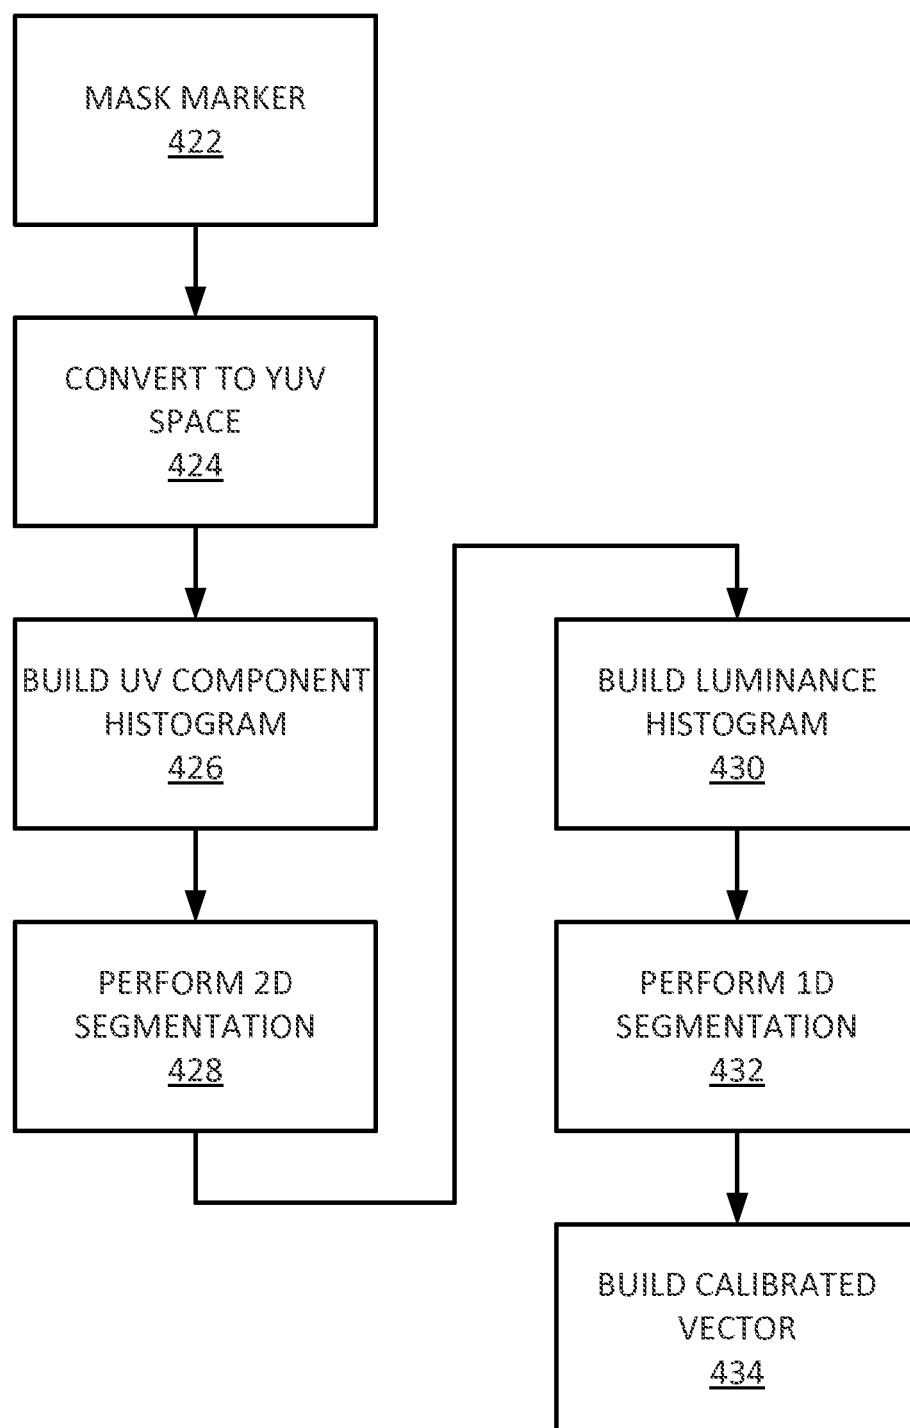 MASK MARKER
422
CONVERT TO YUV
SPACE
424
BUILD UV COMPONENT
HISTOGRAM
426
PERFORM 2D
SEGMENTATION
428
BUILD LUMINANCE
HISTOGRAM
430
PERFORM 1D
SEGMENTATION
432
BUILD CALIBRATED
VECTOR
434